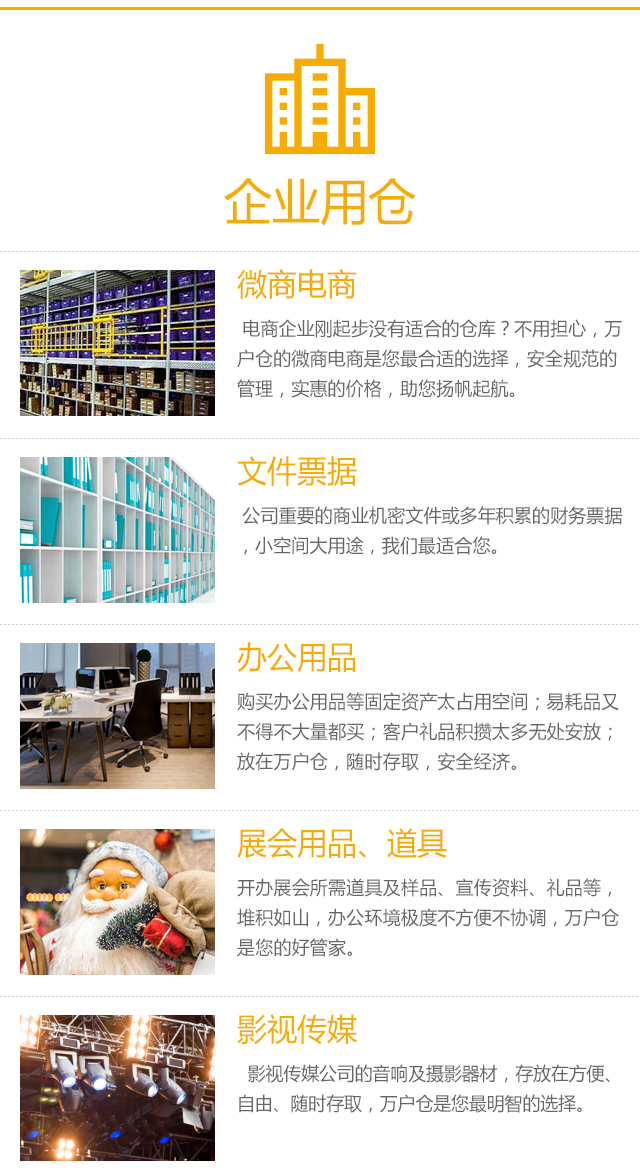 企业用仓
微商电商
电商企业刚起步没有适合的仓库？不用担心，万
户仓的微商电商是您最合适的选择，安全规范的
管理，实惠的价格，助您扬帆起航。
文件票据
公司重要的商业机密文件或多年积累的财务票据
，小空间大用途，我们最适合您。
办公用品
购买办公用品等固定资产太占用空间；易耗品又
不得不大量都买；客户礼品积攒太多无处安放；
放在万户仓，随时存取，安全经济。
展会用品、道具
开办展会所需道具及样品、宣传资料、礼品等，
堆积如山，办公环境极度不方便不协调，万户仓
是您的好管家。
影视传媒
影视传媒公司的音响及摄影器材，存放在方便、
自由、随时存取，万户仓是您最明智的选择。